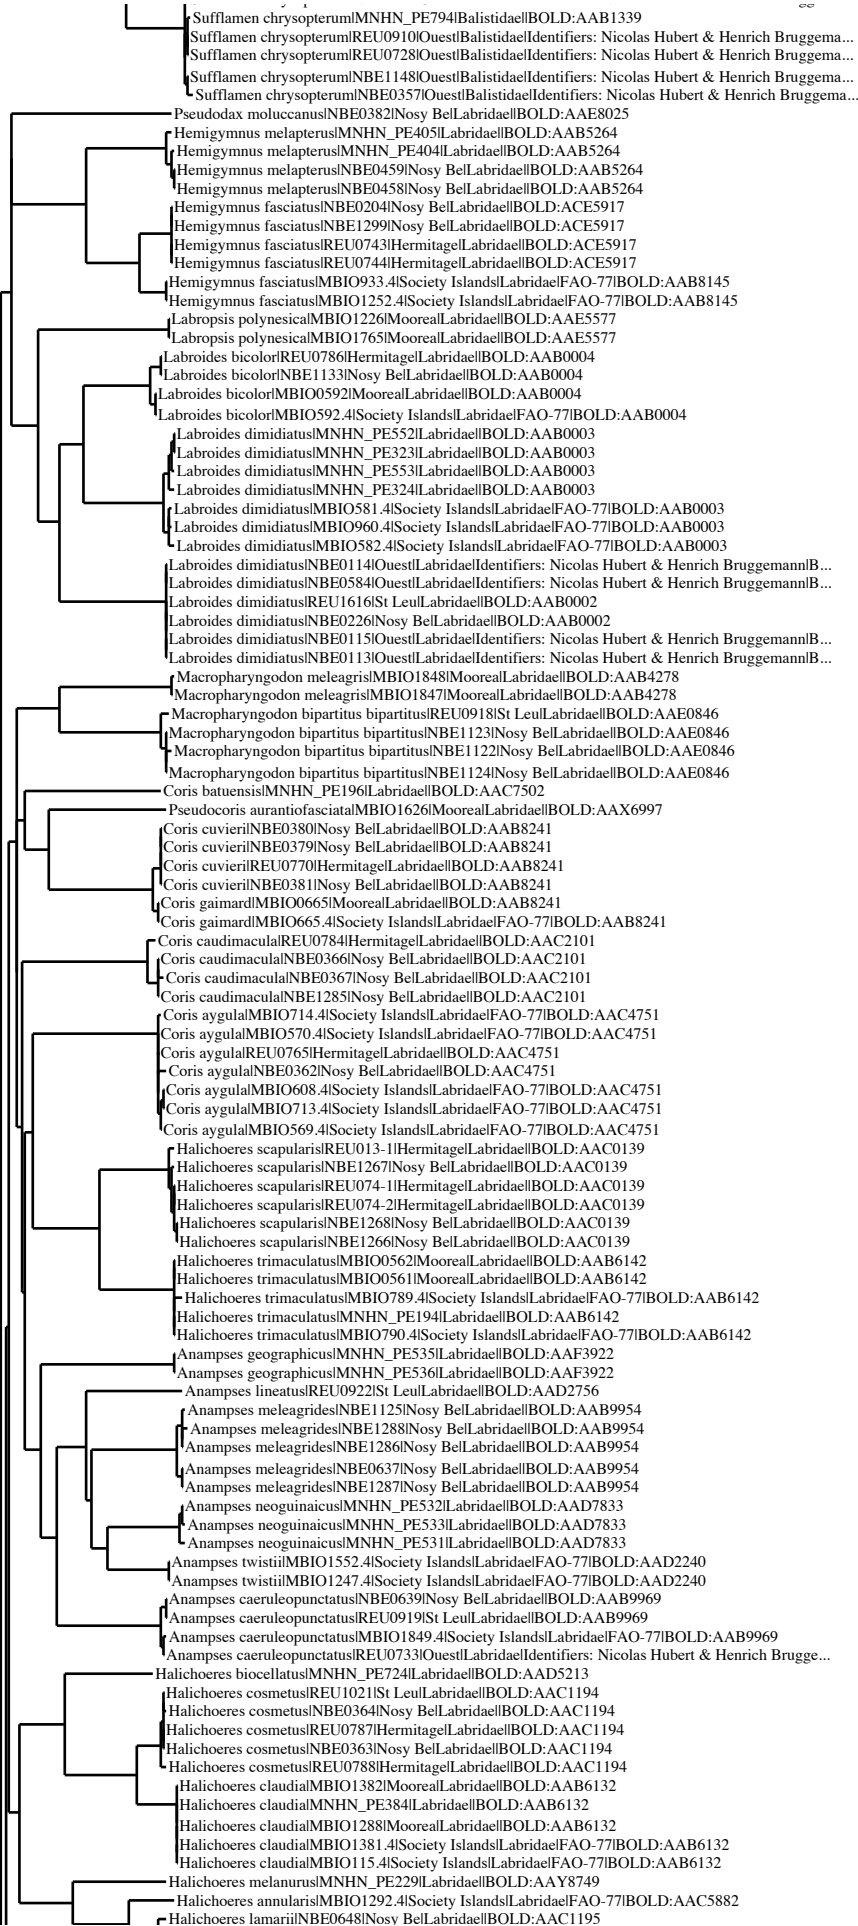 Sufflamen chrysopterum|MNHN_PE794|Balistidae||BOLD:AAB1339
Sufflamen chrysopterum|REU0910|Ouest|Balistidae|Identifiers: Nicolas Hubert & Henrich Bruggema...
Sufflamen chrysopterum|REU0728|Ouest|Balistidae|Identifiers: Nicolas Hubert & Henrich Bruggema...
Sufflamen chrysopterum|NBE1148|Ouest|Balistidae|Identifiers: Nicolas Hubert & Henrich Bruggema...
Sufflamen chrysopterum|NBE0357|Ouest|Balistidae|Identifiers: Nicolas Hubert & Henrich Bruggema...
Pseudodax moluccanus|NBE0382|Nosy Be|Labridae||BOLD:AAE8025
Hemigymnus melapterus|MNHN_PE405|Labridae||BOLD:AAB5264
Hemigymnus melapterus|MNHN_PE404|Labridae||BOLD:AAB5264
Hemigymnus melapterus|NBE0459|Nosy Be|Labridae||BOLD:AAB5264
Hemigymnus melapterus|NBE0458|Nosy Be|Labridae||BOLD:AAB5264
Hemigymnus fasciatus|NBE0204|Nosy Be|Labridae||BOLD:ACE5917
Hemigymnus fasciatus|NBE1299|Nosy Be|Labridae||BOLD:ACE5917
Hemigymnus fasciatus|REU0743|Hermitage|Labridae||BOLD:ACE5917
Hemigymnus fasciatus|REU0744|Hermitage|Labridae||BOLD:ACE5917
Hemigymnus fasciatus|MBIO933.4|Society Islands|Labridae|FAO-77|BOLD:AAB8145
Hemigymnus fasciatus|MBIO1252.4|Society Islands|Labridae|FAO-77|BOLD:AAB8145
Labropsis polynesica|MBIO1226|Moorea|Labridae||BOLD:AAE5577
Labropsis polynesica|MBIO1765|Moorea|Labridae||BOLD:AAE5577
Labroides bicolor|REU0786|Hermitage|Labridae||BOLD:AAB0004
Labroides bicolor|NBE1133|Nosy Be|Labridae||BOLD:AAB0004
Labroides bicolor|MBIO0592|Moorea|Labridae||BOLD:AAB0004
Labroides bicolor|MBIO592.4|Society Islands|Labridae|FAO-77|BOLD:AAB0004
Labroides dimidiatus|MNHN_PE552|Labridae||BOLD:AAB0003
Labroides dimidiatus|MNHN_PE323|Labridae||BOLD:AAB0003
Labroides dimidiatus|MNHN_PE553|Labridae||BOLD:AAB0003
Labroides dimidiatus|MNHN_PE324|Labridae||BOLD:AAB0003
Labroides dimidiatus|MBIO581.4|Society Islands|Labridae|FAO-77|BOLD:AAB0003
Labroides dimidiatus|MBIO960.4|Society Islands|Labridae|FAO-77|BOLD:AAB0003
Labroides dimidiatus|MBIO582.4|Society Islands|Labridae|FAO-77|BOLD:AAB0003
Labroides dimidiatus|NBE0114|Ouest|Labridae|Identifiers: Nicolas Hubert & Henrich Bruggemann|B...
Labroides dimidiatus|NBE0584|Ouest|Labridae|Identifiers: Nicolas Hubert & Henrich Bruggemann|B...
Labroides dimidiatus|REU1616|St Leu|Labridae||BOLD:AAB0002
Labroides dimidiatus|NBE0226|Nosy Be|Labridae||BOLD:AAB0002
Labroides dimidiatus|NBE0115|Ouest|Labridae|Identifiers: Nicolas Hubert & Henrich Bruggemann|B...
Labroides dimidiatus|NBE0113|Ouest|Labridae|Identifiers: Nicolas Hubert & Henrich Bruggemann|B...
Macropharyngodon meleagris|MBIO1848|Moorea|Labridae||BOLD:AAB4278
Macropharyngodon meleagris|MBIO1847|Moorea|Labridae||BOLD:AAB4278
Macropharyngodon bipartitus bipartitus|REU0918|St Leu|Labridae||BOLD:AAE0846
Macropharyngodon bipartitus bipartitus|NBE1123|Nosy Be|Labridae||BOLD:AAE0846
Macropharyngodon bipartitus bipartitus|NBE1122|Nosy Be|Labridae||BOLD:AAE0846
Macropharyngodon bipartitus bipartitus|NBE1124|Nosy Be|Labridae||BOLD:AAE0846
Coris batuensis|MNHN_PE196|Labridae||BOLD:AAC7502
Pseudocoris aurantiofasciata|MBIO1626|Moorea|Labridae||BOLD:AAX6997
Coris cuvieri|NBE0380|Nosy Be|Labridae||BOLD:AAB8241
Coris cuvieri|NBE0379|Nosy Be|Labridae||BOLD:AAB8241
Coris cuvieri|REU0770|Hermitage|Labridae||BOLD:AAB8241
Coris cuvieri|NBE0381|Nosy Be|Labridae||BOLD:AAB8241
Coris gaimard|MBIO0665|Moorea|Labridae||BOLD:AAB8241
Coris gaimard|MBIO665.4|Society Islands|Labridae|FAO-77|BOLD:AAB8241
Coris caudimacula|REU0784|Hermitage|Labridae||BOLD:AAC2101
Coris caudimacula|NBE0366|Nosy Be|Labridae||BOLD:AAC2101
Coris caudimacula|NBE0367|Nosy Be|Labridae||BOLD:AAC2101
Coris caudimacula|NBE1285|Nosy Be|Labridae||BOLD:AAC2101
Coris aygula|MBIO714.4|Society Islands|Labridae|FAO-77|BOLD:AAC4751
Coris aygula|MBIO570.4|Society Islands|Labridae|FAO-77|BOLD:AAC4751
Coris aygula|REU0765|Hermitage|Labridae||BOLD:AAC4751
Coris aygula|NBE0362|Nosy Be|Labridae||BOLD:AAC4751
Coris aygula|MBIO608.4|Society Islands|Labridae|FAO-77|BOLD:AAC4751
Coris aygula|MBIO713.4|Society Islands|Labridae|FAO-77|BOLD:AAC4751
Coris aygula|MBIO569.4|Society Islands|Labridae|FAO-77|BOLD:AAC4751
Halichoeres scapularis|REU013-1|Hermitage|Labridae||BOLD:AAC0139
Halichoeres scapularis|NBE1267|Nosy Be|Labridae||BOLD:AAC0139
Halichoeres scapularis|REU074-1|Hermitage|Labridae||BOLD:AAC0139
Halichoeres scapularis|REU074-2|Hermitage|Labridae||BOLD:AAC0139
Halichoeres scapularis|NBE1268|Nosy Be|Labridae||BOLD:AAC0139
Halichoeres scapularis|NBE1266|Nosy Be|Labridae||BOLD:AAC0139
Halichoeres trimaculatus|MBIO0562|Moorea|Labridae||BOLD:AAB6142
Halichoeres trimaculatus|MBIO0561|Moorea|Labridae||BOLD:AAB6142
Halichoeres trimaculatus|MBIO789.4|Society Islands|Labridae|FAO-77|BOLD:AAB6142
Halichoeres trimaculatus|MNHN_PE194|Labridae||BOLD:AAB6142
Halichoeres trimaculatus|MBIO790.4|Society Islands|Labridae|FAO-77|BOLD:AAB6142
Anampses geographicus|MNHN_PE535|Labridae||BOLD:AAF3922
Anampses geographicus|MNHN_PE536|Labridae||BOLD:AAF3922
Anampses lineatus|REU0922|St Leu|Labridae||BOLD:AAD2756
Anampses meleagrides|NBE1125|Nosy Be|Labridae||BOLD:AAB9954
Anampses meleagrides|NBE1288|Nosy Be|Labridae||BOLD:AAB9954
Anampses meleagrides|NBE1286|Nosy Be|Labridae||BOLD:AAB9954
Anampses meleagrides|NBE0637|Nosy Be|Labridae||BOLD:AAB9954
Anampses meleagrides|NBE1287|Nosy Be|Labridae||BOLD:AAB9954
Anampses neoguinaicus|MNHN_PE532|Labridae||BOLD:AAD7833
Anampses neoguinaicus|MNHN_PE533|Labridae||BOLD:AAD7833
Anampses neoguinaicus|MNHN_PE531|Labridae||BOLD:AAD7833
Anampses twistii|MBIO1552.4|Society Islands|Labridae|FAO-77|BOLD:AAD2240
Anampses twistii|MBIO1247.4|Society Islands|Labridae|FAO-77|BOLD:AAD2240
Anampses caeruleopunctatus|NBE0639|Nosy Be|Labridae||BOLD:AAB9969
Anampses caeruleopunctatus|REU0919|St Leu|Labridae||BOLD:AAB9969
Anampses caeruleopunctatus|MBIO1849.4|Society Islands|Labridae|FAO-77|BOLD:AAB9969
Anampses caeruleopunctatus|REU0733|Ouest|Labridae|Identifiers: Nicolas Hubert & Henrich Brugge...
Halichoeres biocellatus|MNHN_PE724|Labridae||BOLD:AAD5213
Halichoeres cosmetus|REU1021|St Leu|Labridae||BOLD:AAC1194
Halichoeres cosmetus|NBE0364|Nosy Be|Labridae||BOLD:AAC1194
Halichoeres cosmetus|REU0787|Hermitage|Labridae||BOLD:AAC1194
Halichoeres cosmetus|NBE0363|Nosy Be|Labridae||BOLD:AAC1194
Halichoeres cosmetus|REU0788|Hermitage|Labridae||BOLD:AAC1194
Halichoeres claudia|MBIO1382|Moorea|Labridae||BOLD:AAB6132
Halichoeres claudia|MNHN_PE384|Labridae||BOLD:AAB6132
Halichoeres claudia|MBIO1288|Moorea|Labridae||BOLD:AAB6132
Halichoeres claudia|MBIO1381.4|Society Islands|Labridae|FAO-77|BOLD:AAB6132
Halichoeres claudia|MBIO115.4|Society Islands|Labridae|FAO-77|BOLD:AAB6132
Halichoeres melanurus|MNHN_PE229|Labridae||BOLD:AAY8749
Halichoeres annularis|MBIO1292.4|Society Islands|Labridae|FAO-77|BOLD:AAC5882
Halichoeres lamarii|NBE0648|Nosy Be|Labridae||BOLD:AAC1195